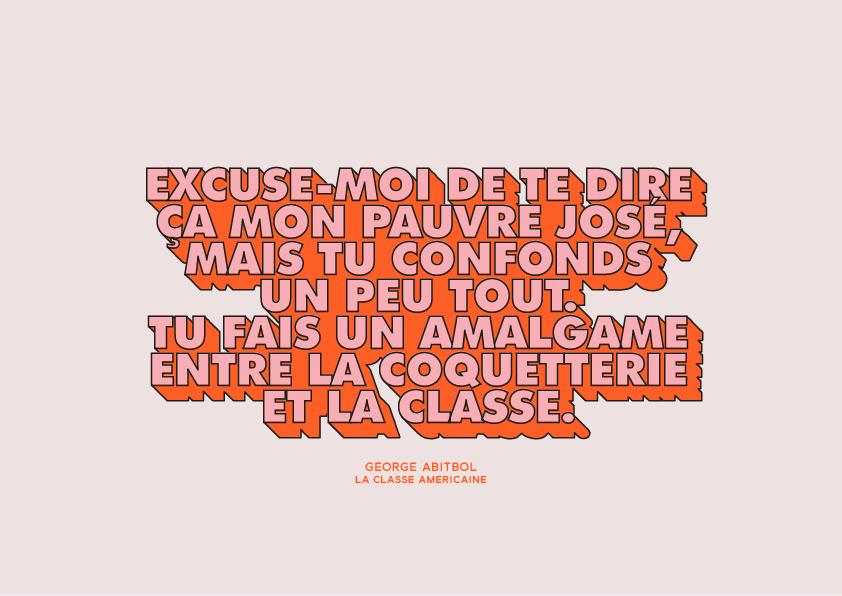 EXCUSE-MOI DE TE DIRE
ÇA MON PAUVRE JOSÉ,
MAIS TU CONFONDS
UN PEU TOUT.
TU FAIS UN AMALGAME
ENTRE LA COQUETTERIE
ET LA CLASSE.
GEORGE ABITBOL
LA CLASSE AMERICAINE